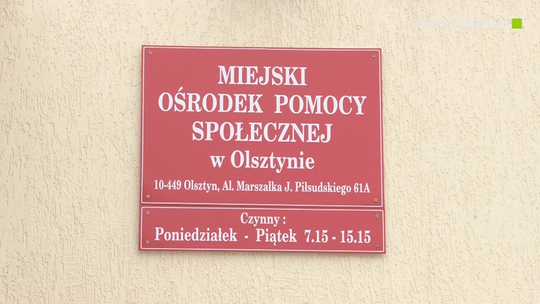 MIEJSKI
OŚRODEK POMOCY
SPOŁECZNEJ
w Olsztynie
10-449 Olsztyn, Al. Marszałka J. Piłsudskiego 61A
Czynny :
Poniedziałek - Piątek 7.15 - 15.15